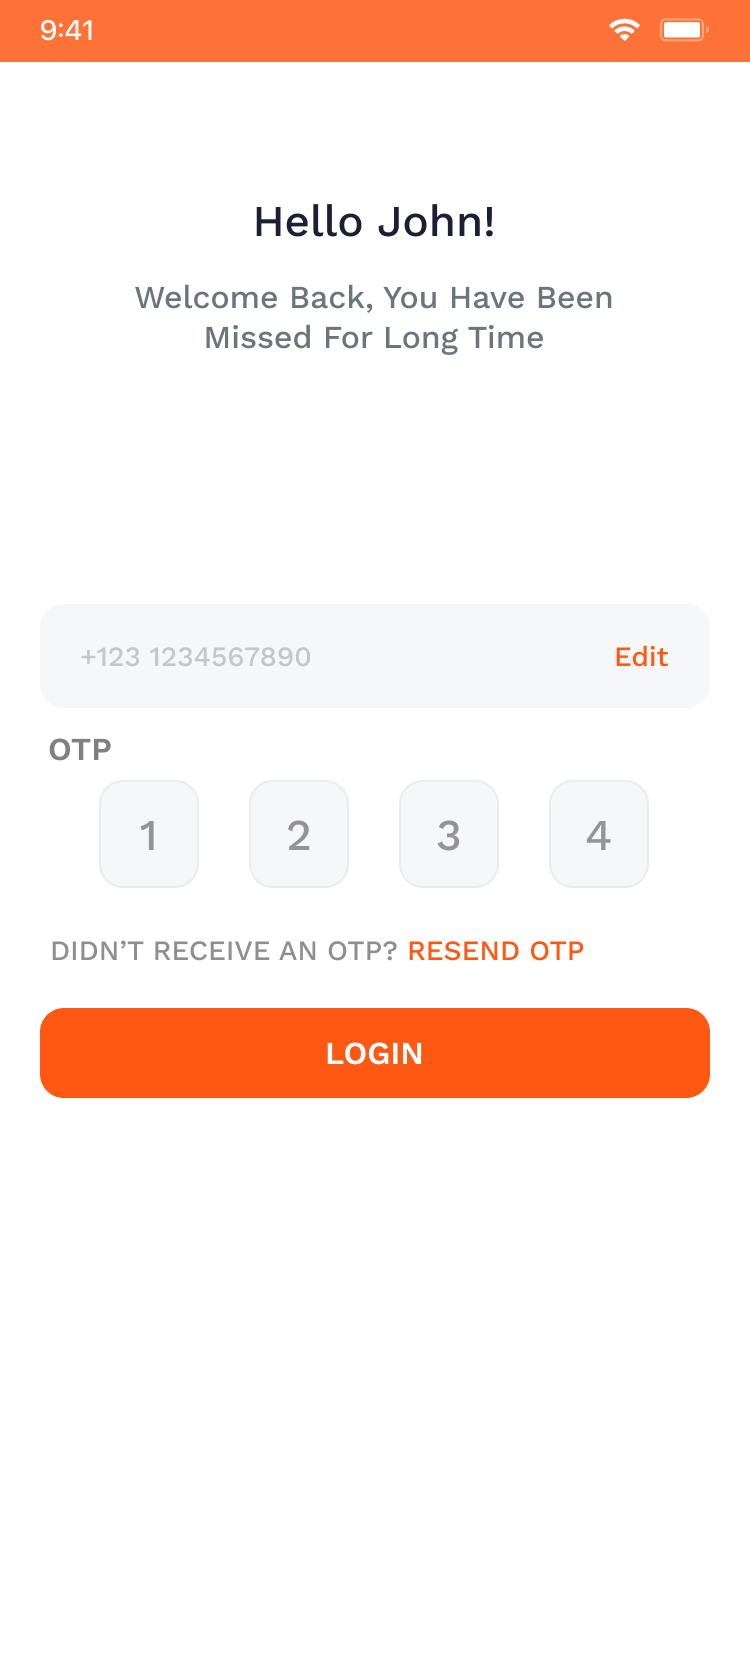 9:41
Hello John!
Welcome Back, You Have Been
Missed For Long Time
+123 1234567890 Edit
OTP
1 2 3 4
DIDN’T RECEIVE AN OTP? RESEND OTP
LOGIN